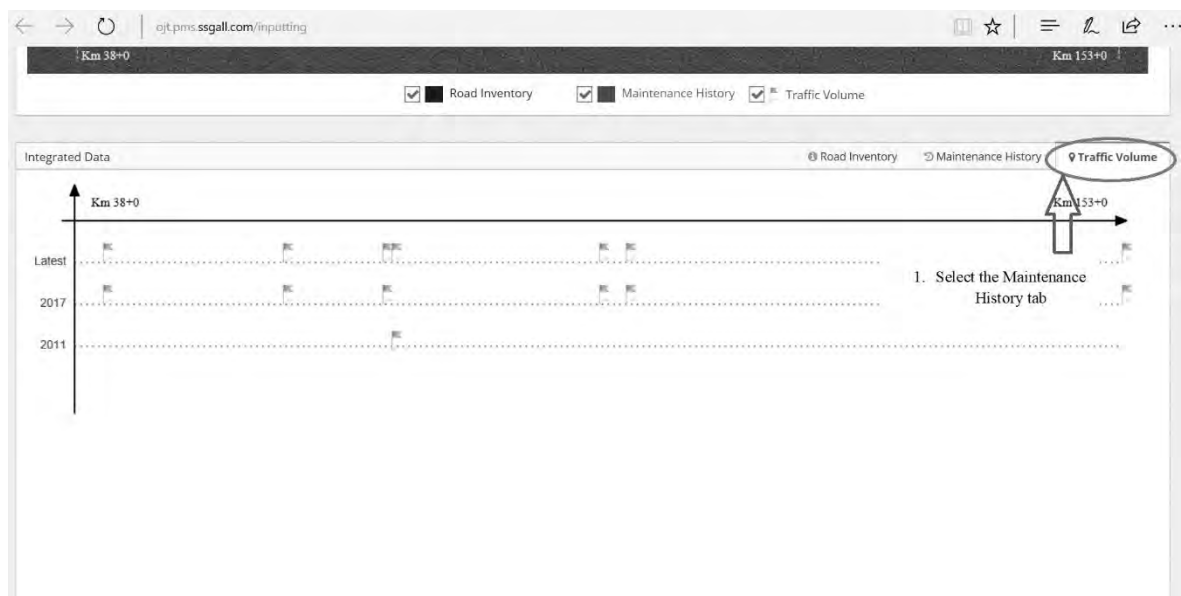 ojt.pms.ssgall.com/inputting
Km 38+0 Km 153+0
Road Inventory Maintenance History Traffic Volume
Integrated Data Road Inventory Maintenance History Traffic Volume
Km 38+0 Km 153+0
Latest
1. Select the Maintenance
History tab
2017
2011